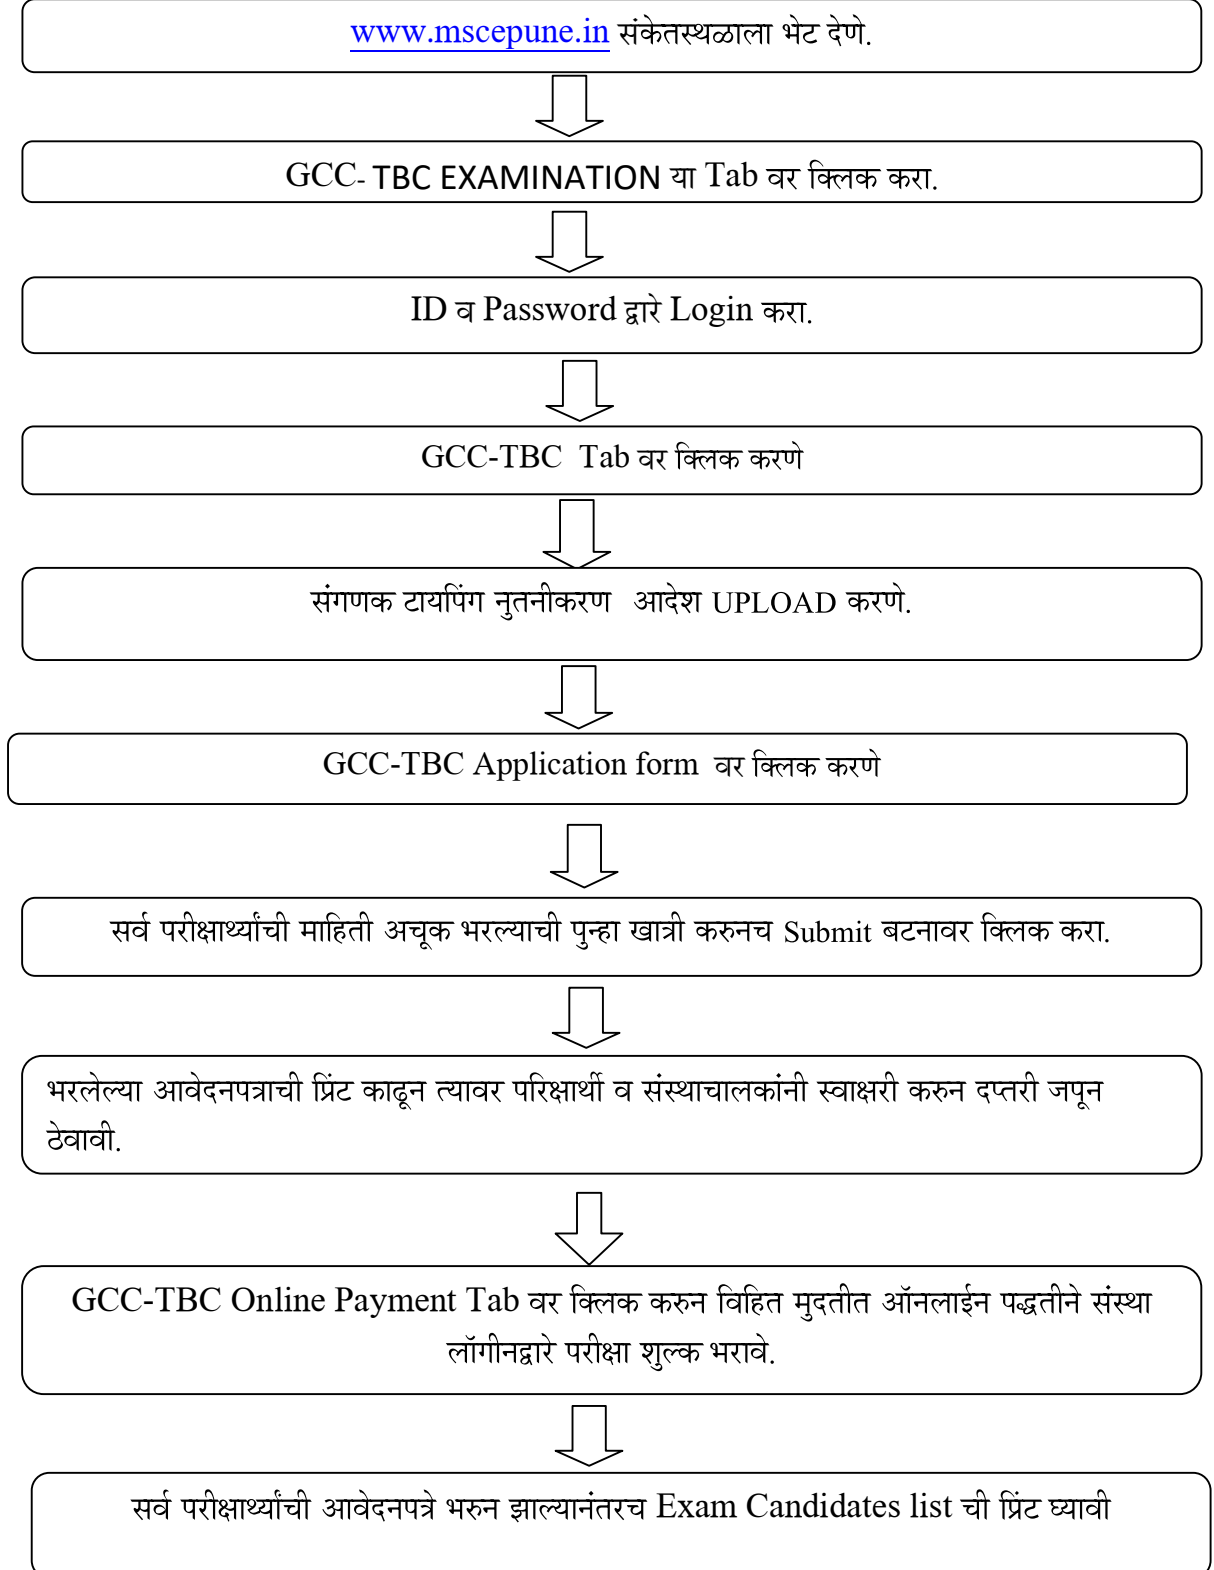 www.mscepune.in संकेतस्थळाला भेट देणे.
GCC- TBC EXAMINATION या Tab वर क्लिक करा.
ID व Password द्वारे Login करा.
GCC-TBC Tab वर क्लिक करणे
संगणक टायपिंग नुतनीकरण आदेश UPLOAD करणे.
GCC-TBC Application form वर क्लिक करणे
सर्व परीक्षार्थ्यांची माहिती अचूक भरल्याची पुन्हा खात्री करुनच Submit बटनावर क्लिक करा.
भरलेल्या आवेदनपत्राची प्रिंट काढून त्यावर परिक्षार्थी व संस्थाचालकांनी स्वाक्षरी करुन दप्तरी जपून
ठेवावी.
GCC-TBC Online Payment Tab वर क्लिक करुन विहित मुदतीत ऑनलाईन पद्धतीने संस्था
लॉगीनद्वारे परीक्षा शुल्क भरावे.
सर्व परीक्षार्थ्यांची आवेदनपत्रे भरुन झाल्यानंतरच Exam Candidates list ची प्रिंट घ्यावी